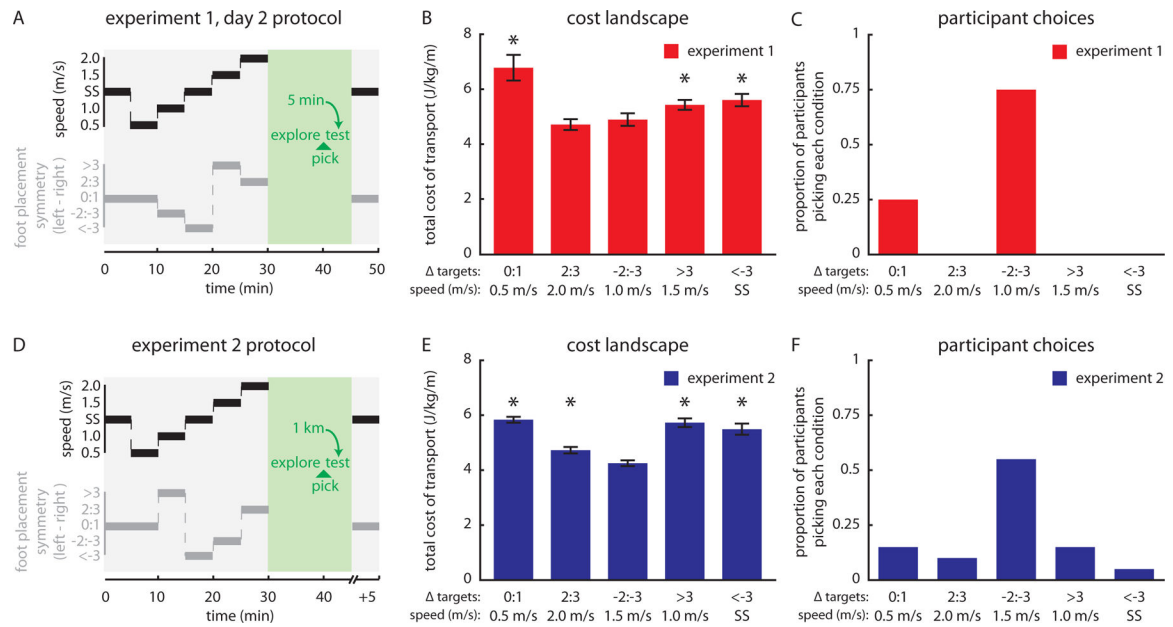 A experiment 1, day 2 protocol
speed (m/s)
2.0
1.5
SS
1.0
0.5
foot placement
symmetry
(left - right)
>3
2:3
0:1
-2:-3
<-3
5 min
explore test
pick
0 10 20 30 40 50
time (min)
B cost landscape
experiment 1
total cost of transport (J/kg/m)
8
6
4
2
0
* * *
Δ targets: 0:1 2:3 -2:-3 >3 <-3
speed (m/s): 0.5 m/s 2.0 m/s 1.0 m/s 1.5 m/s SS
C participant choices
experiment 1
proportion of participants
picking each condition
1
0.75
0.5
0.25
0
0:1 2:3 -2:-3 >3 <-3
0.5 m/s 2.0 m/s 1.0 m/s 1.5 m/s SS
D experiment 2 protocol
speed (m/s)
2.0
1.5
SS
1.0
0.5
foot placement
symmetry
(left - right)
>3
2:3
0:1
-2:-3
<-3
1 km
explore test
pick
0 10 20 30 40 +5
time (min)
E cost landscape
experiment 2
total cost of transport (J/kg/m)
8
6
4
2
0
* * * *
Δ targets: 0:1 2:3 -2:-3 >3 <-3
speed (m/s): 0.5 m/s 2.0 m/s 1.5 m/s 1.0 m/s SS
F participant choices
experiment 2
proportion of participants
picking each condition
1
0.75
0.5
0.25
0
0:1 2:3 -2:-3 >3 <-3
0.5 m/s 2.0 m/s 1.5 m/s 1.0 m/s SS